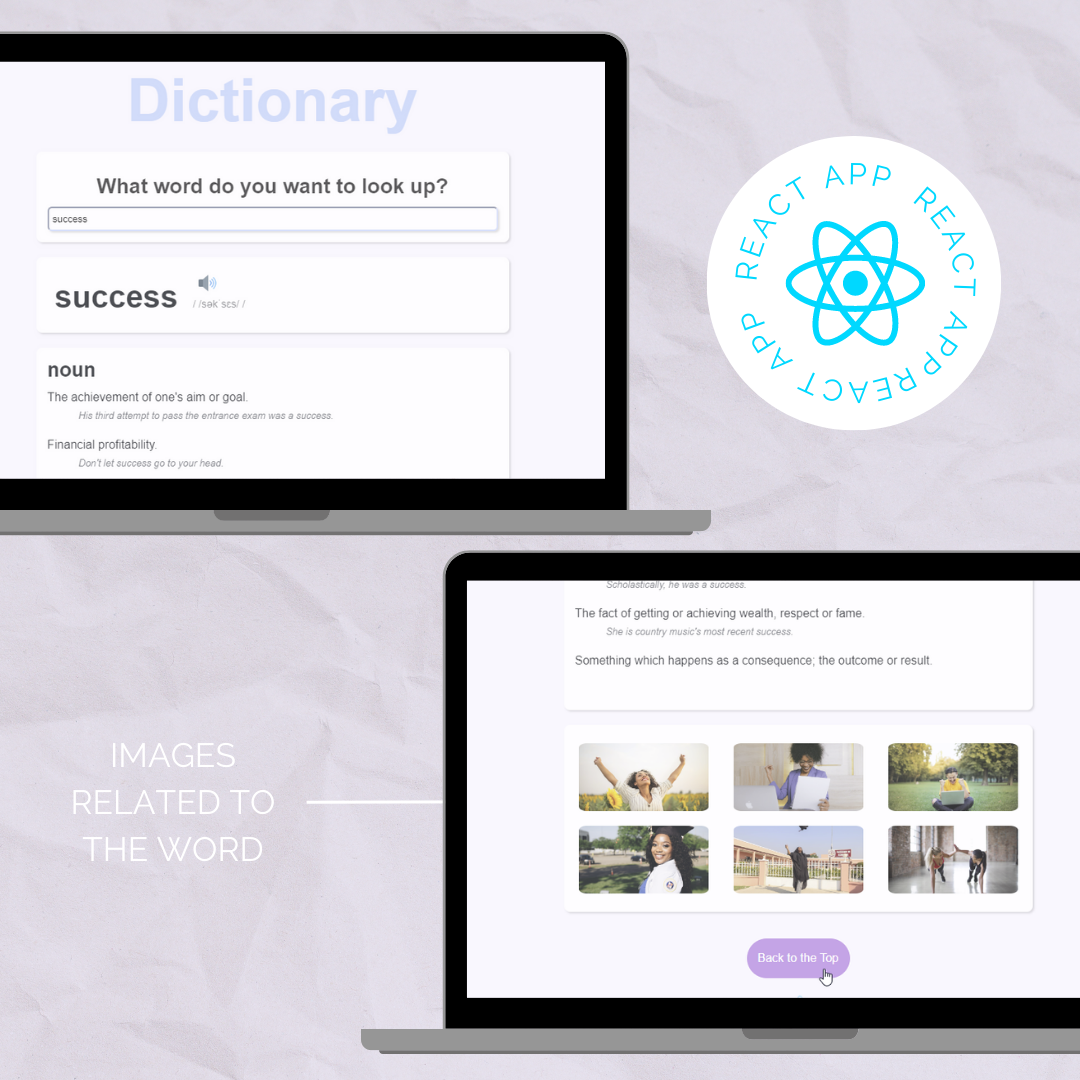 Dictionary
What word do you want to look up?
success
success
/ /səkˈsɛs/ /
noun
The achievement of one's aim or goal.
His third attempt to pass the entrance exam was a success.
Financial profitability.
Don't let success go to your head.
REACT APP REACT APP REACT APP
Scholastically, he was a success.
The fact of getting or achieving wealth, respect or fame.
She is country music's most recent success.
Something which happens as a consequence; the outcome or result.
IMAGES
RELATED TO
THE WORD
Back to the Top